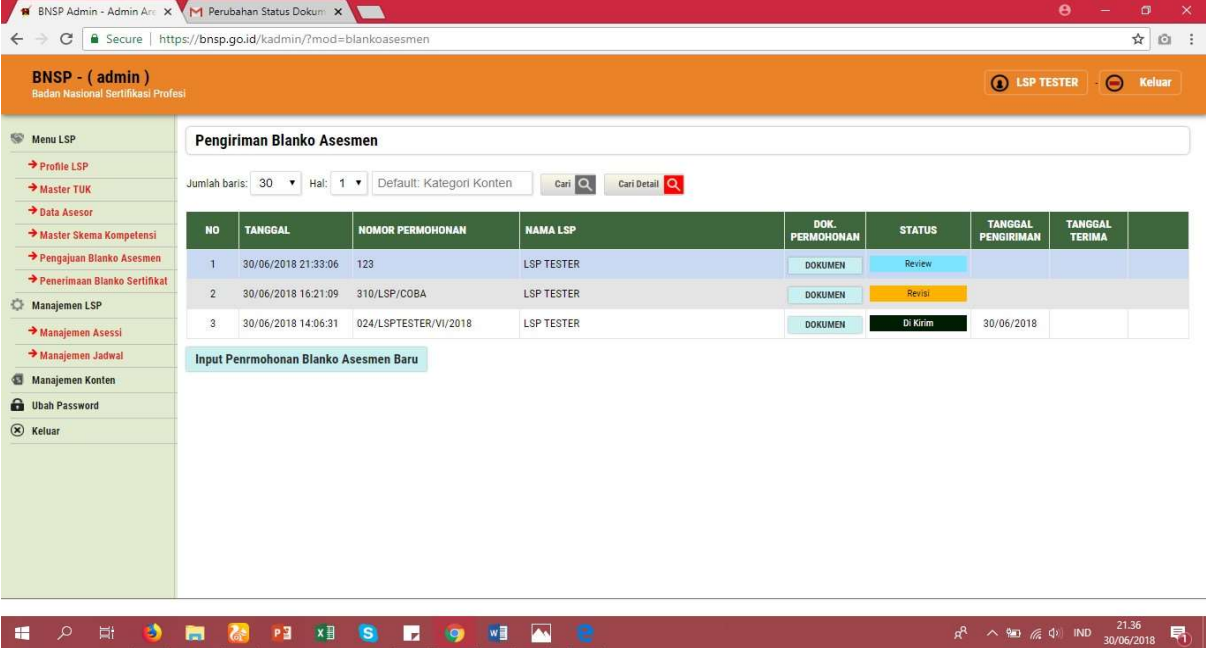 BNSP Admin - Admin Are
Perubahan Status Dokum
Secure | https://bnsp.go.id/kadmin/?mod=blankoasesmen
BNSP - ( admin )
Badan Nasional Sertifikasi Profesi
LSP TESTER - Keluar
Menu LSP
Profile LSP
Master TUK
Data Asesor
Master Skema Kompetensi
Pengajuan Blanko Asesmen
Penerimaan Blanko Sertifikat
Manajemen LSP
Manajemen Asessi
Manajemen Jadwal
Manajemen Konten
Ubah Password
Keluar
Pengiriman Blanko Asesmen
Jumlah baris: 30 Hal: 1 Default: Kategori Konten Cari Cari Detail
NO TANGGAL NOMOR PERMOHONAN NAMA LSP DOK. PERMOHONAN STATUS TANGGAL PENGIRIMAN TANGGAL TERIMA
1 30/06/2018 21:33:06 123 LSP TESTER DOKUMEN Review
2 30/06/2018 16:21:09 310/LSP/COBA LSP TESTER DOKUMEN Revisi
3 30/06/2018 14:06:31 024/LSPTESTER/VI/2018 LSP TESTER DOKUMEN Di Kirim 30/06/2018
Input Penrmohonan Blanko Asesmen Baru
IND
21.36
30/06/2018